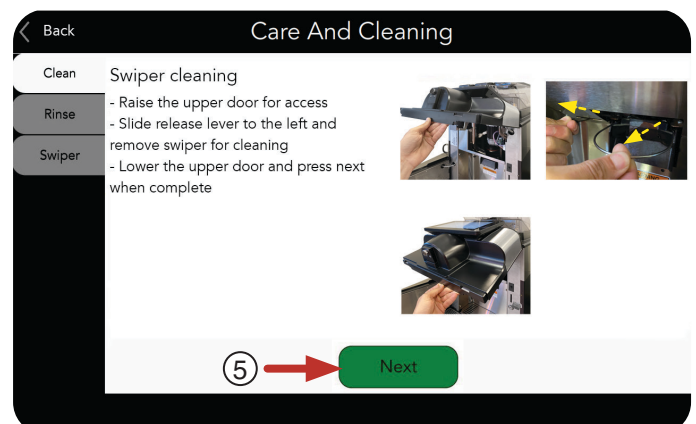 Back
Care And Cleaning
Clean
Rinse
Swiper
Swiper cleaning
- Raise the upper door for access
- Slide release lever to the left and
remove swiper for cleaning
- Lower the upper door and press next
when complete
5
Next